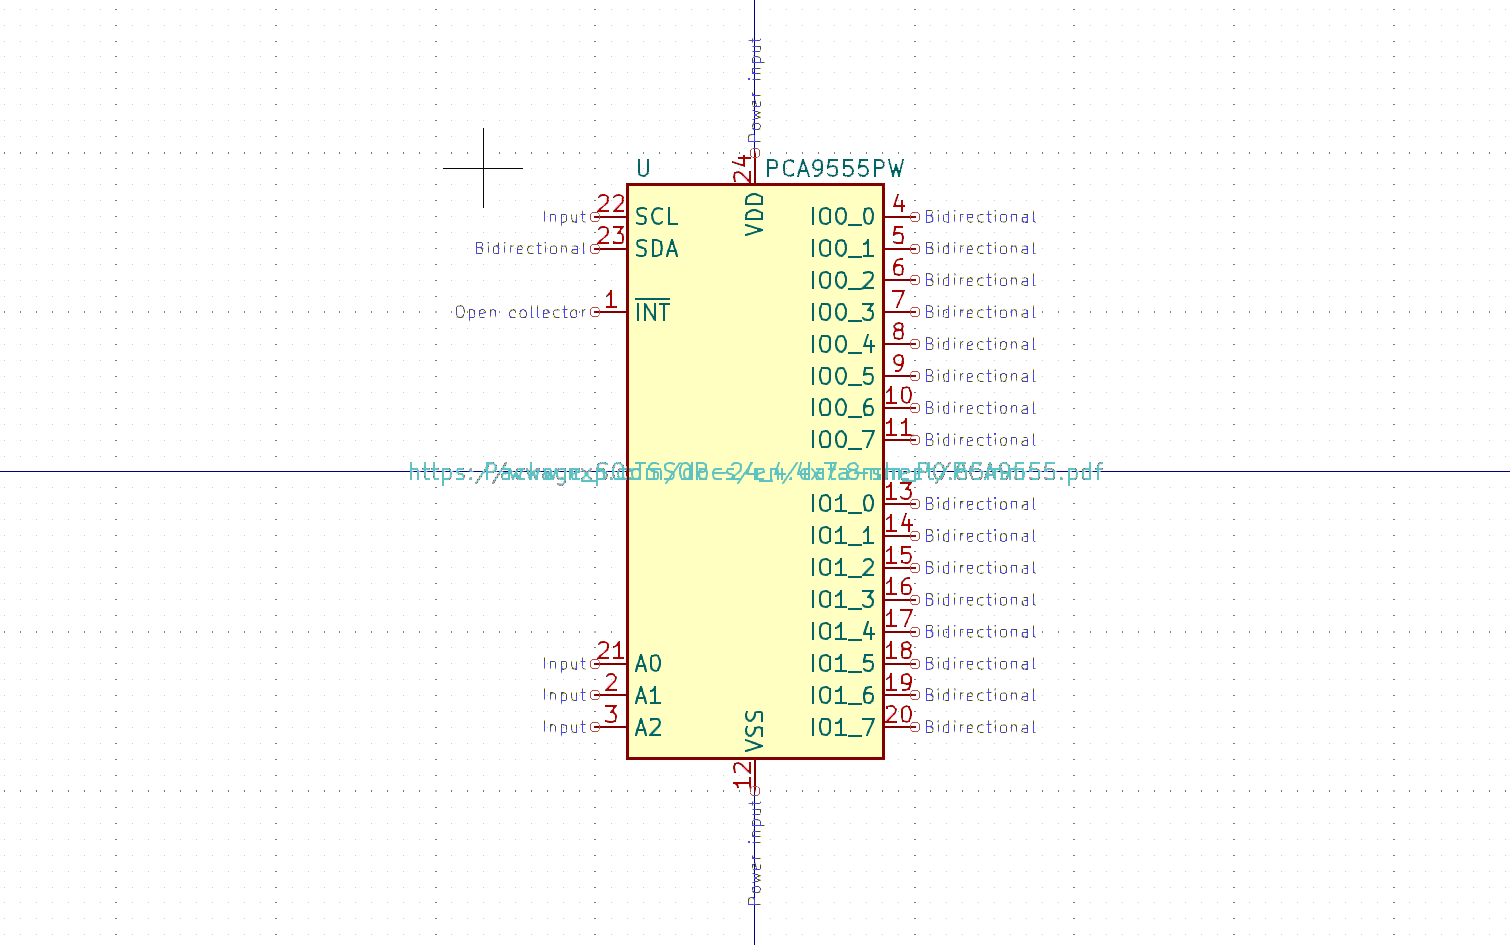 Power input
24
U PCA9555PW
VDD
Input 22 SCL IO0_0 4 Bidirectional
Bidirectional 23 SDA IO0_1 5 Bidirectional
IO0_2 6 Bidirectional
Open collector 1 INT IO0_3 7 Bidirectional
IO0_4 8 Bidirectional
IO0_5 9 Bidirectional
IO0_6 10 Bidirectional
IO0_7 11 Bidirectional
IO1_0 13 Bidirectional
IO1_1 14 Bidirectional
IO1_2 15 Bidirectional
IO1_3 16 Bidirectional
IO1_4 17 Bidirectional
Input 21 A0 IO1_5 18 Bidirectional
Input 2 A1 IO1_6 19 Bidirectional
Input 3 A2 IO1_7 20 Bidirectional
VSS
12
Power input